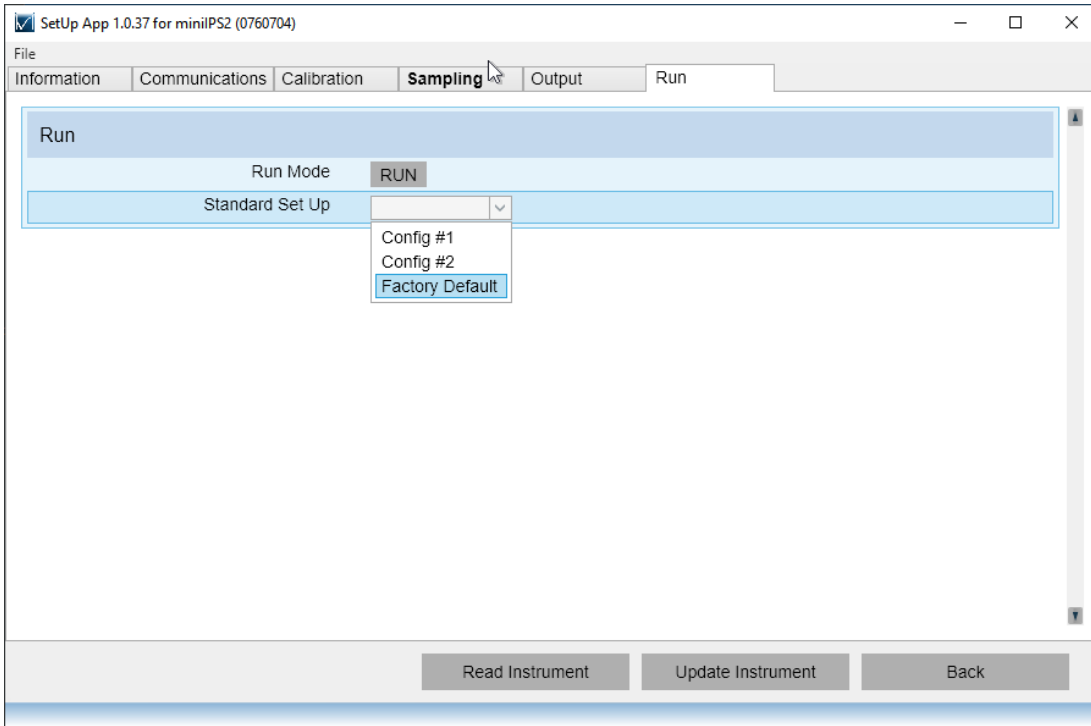 SetUp App 1.0.37 for miniIPS2 (0760704)
File
Information Communications Calibration Sampling Output Run
Run
Run Mode RUN
Standard Set Up
Config #1
Config #2
Factory Default
Read Instrument Update Instrument Back